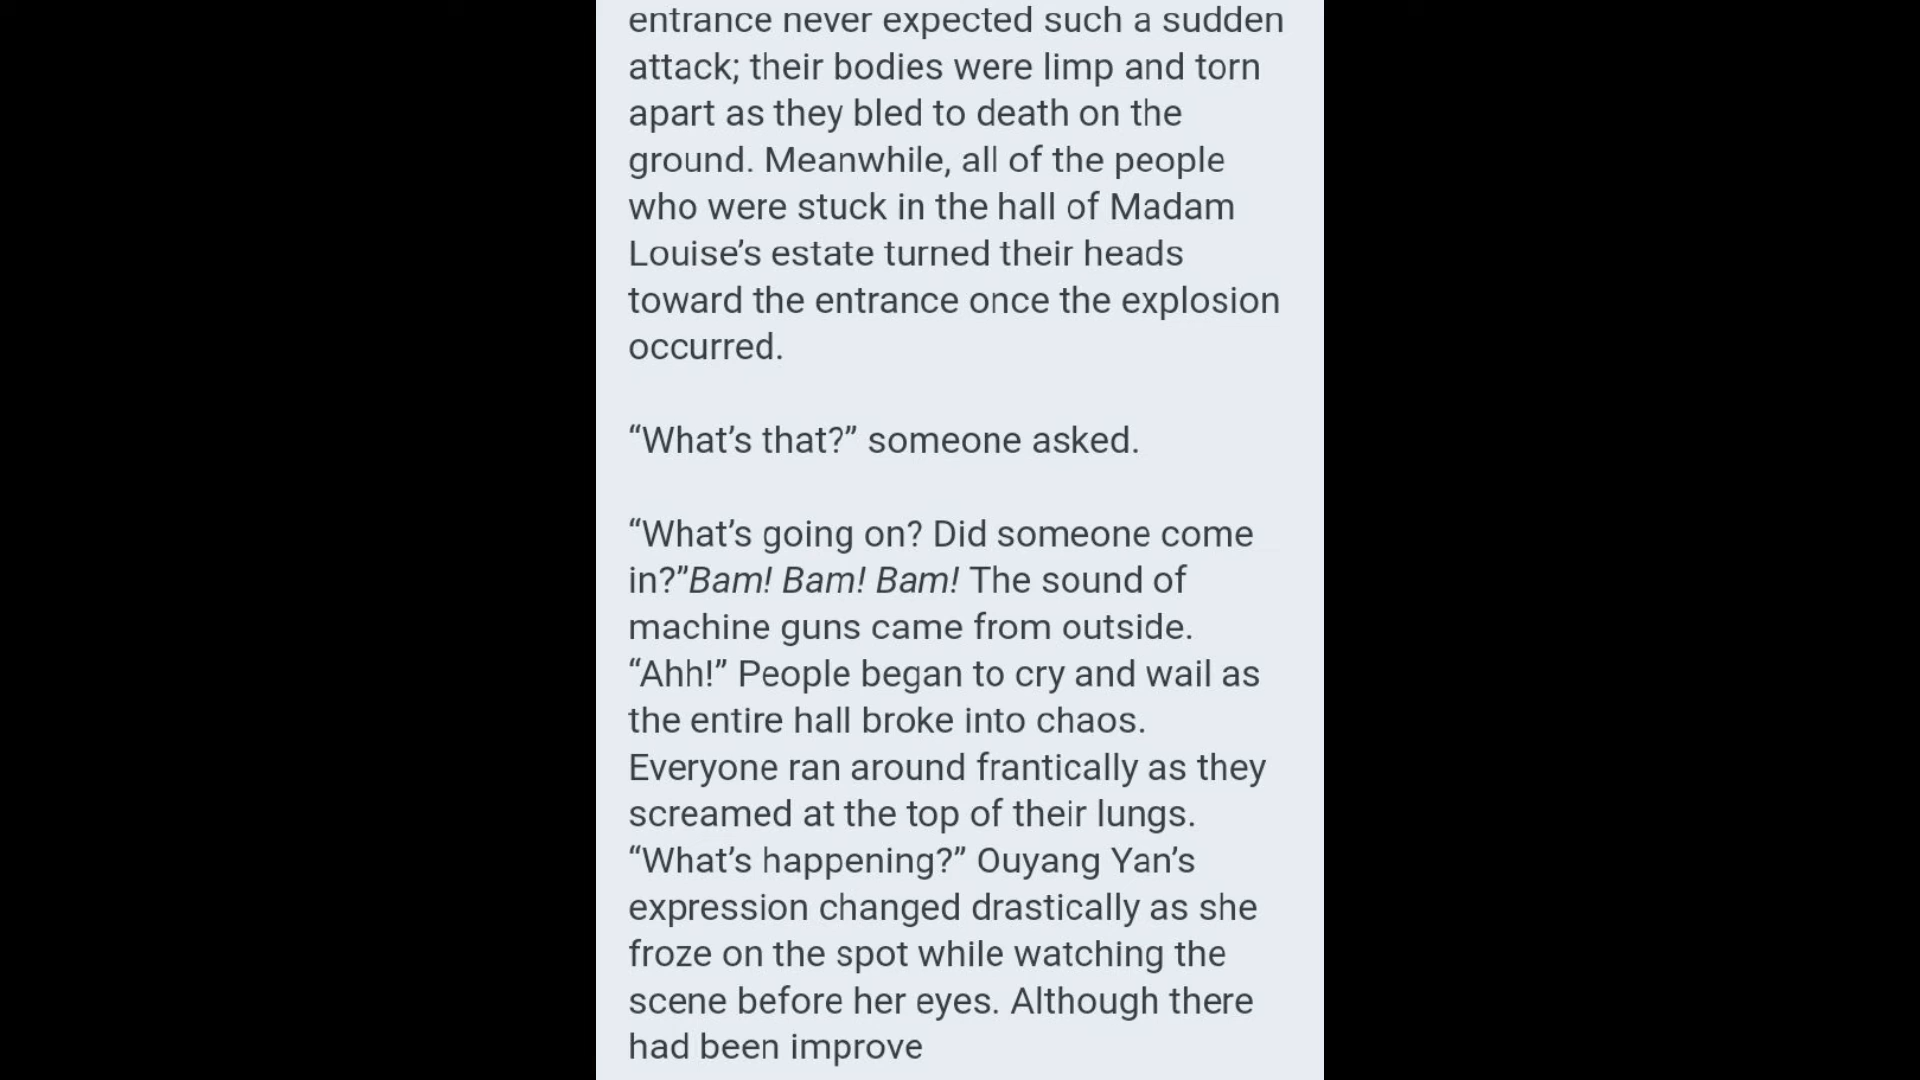 entrance never expected such a sudden
attack; their bodies were limp and torn
apart as they bled to death on the
ground. Meanwhile, all of the people
who were stuck in the hall of Madam
Louise’s estate turned their heads
toward the entrance once the explosion
occurred.
“What’s that?” someone asked.
“What’s going on? Did someone come
in?”Bam! Bam! Bam! The sound of
machine guns came from outside.
“Ahh!” People began to cry and wail as
the entire hall broke into chaos.
Everyone ran around frantically as they
screamed at the top of their lungs.
“What’s happening?” Ouyang Yan’s
expression changed drastically as she
froze on the spot while watching the
scene before her eyes. Although there
had been improve